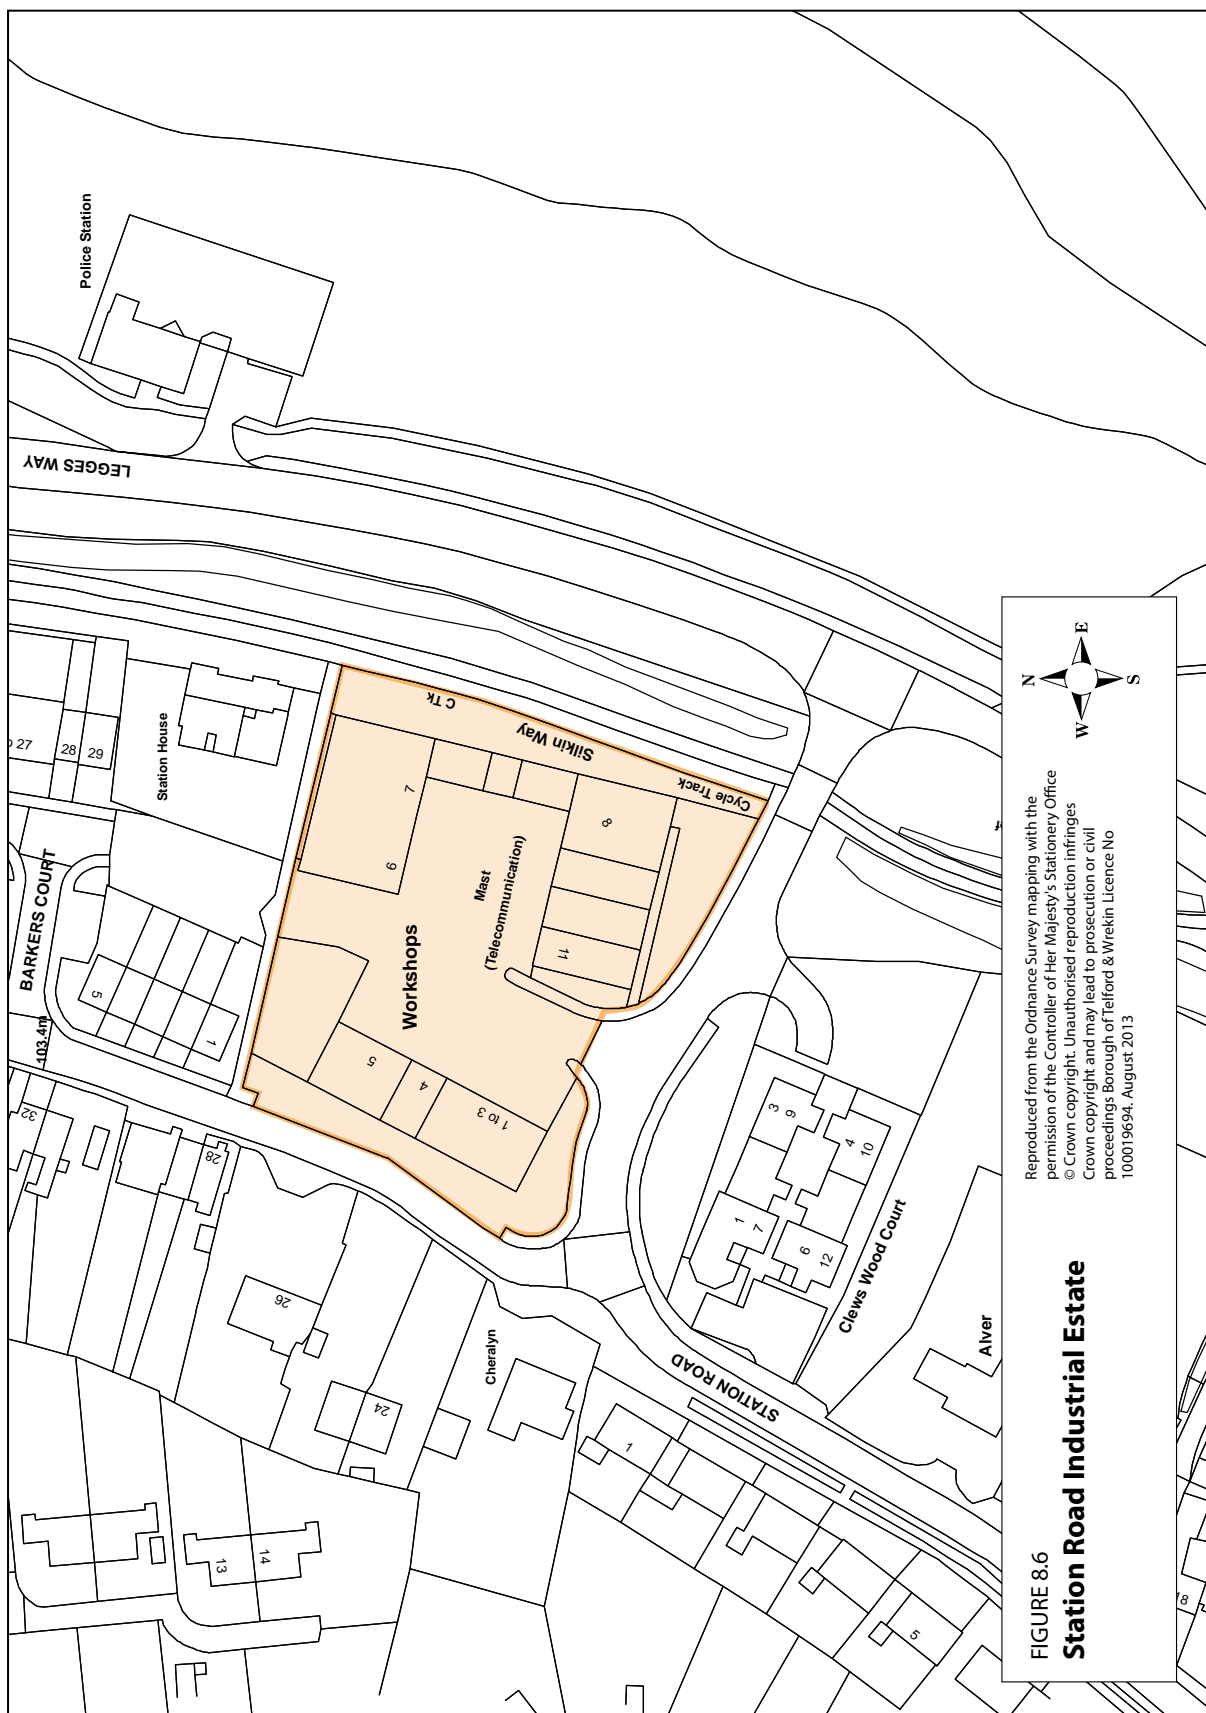 Police Station
LEGGES WAY
27
28
29
Station House
BARKERS COURT
103.4m
5
1
32
28
26
24
Cheralyn
13
14
C Tk
Silkin Way
Cycle Track
7
6
Mast
(Telecommunication)
8
11
Workshops
5
4
1 to 3
3
9
4
10
1
7
6
12
Clews Wood Court
Alver
STATION ROAD
1
5
18
FIGURE 8.6
Station Road Industrial Estate
Reproduced from the Ordnance Survey mapping with the
permission of the Controller of Her Majesty's Stationery Office
© Crown copyright. Unauthorised reproduction infringes
Crown copyright and may lead to prosecution or civil
proceedings Borough of Telford & Wrekin Licence No
100019694. August 2013
N
E
S
W